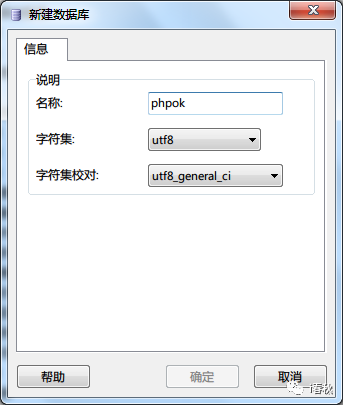 新建数据库
信息
说明
名称: phpok
字符集: utf8
字符集校对: utf8_general_ci
帮助 确定 取消
i春秋